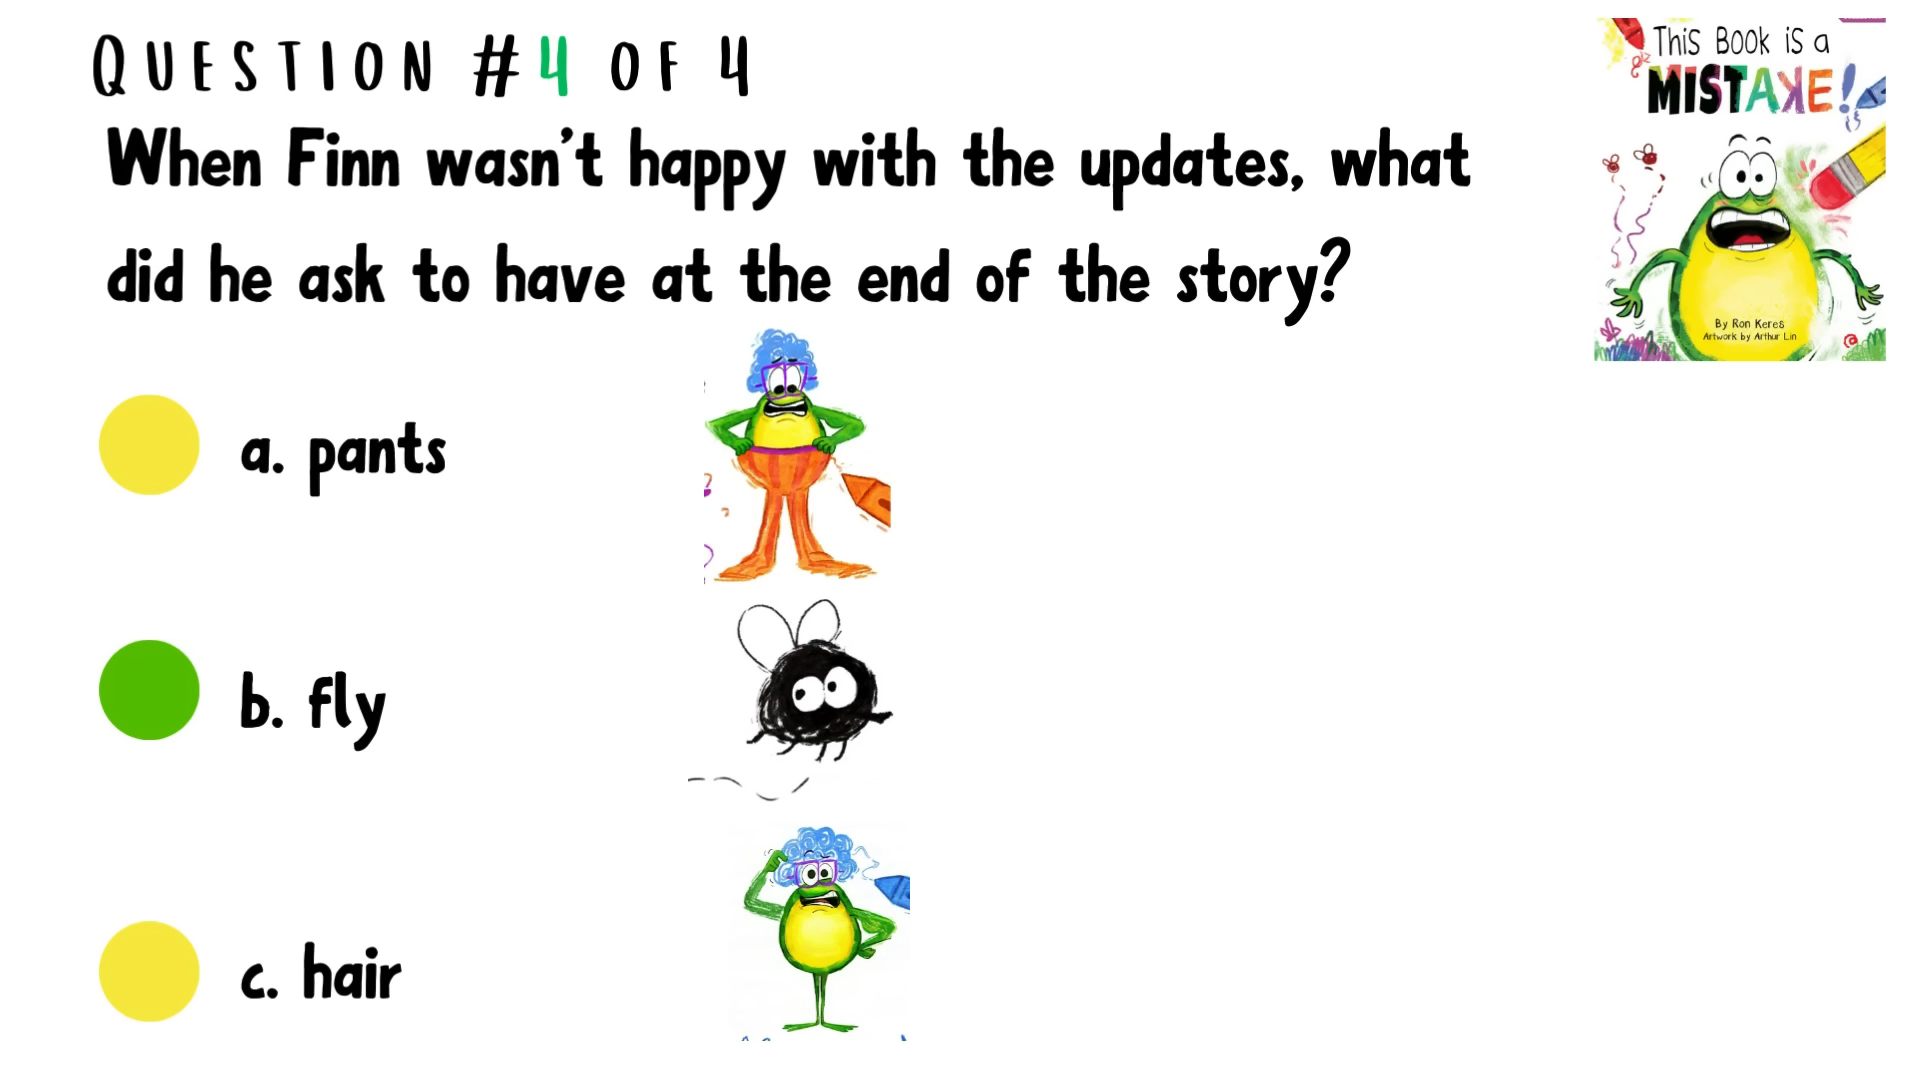 QUESTION #4 OF 4
When Finn wasn't happy with the updates, what
did he ask to have at the end of the story?
a. pants
b. fly
c. hair
This Book is a
MISTAKE!
By Ron Keres
Artwork by Arthur Lin